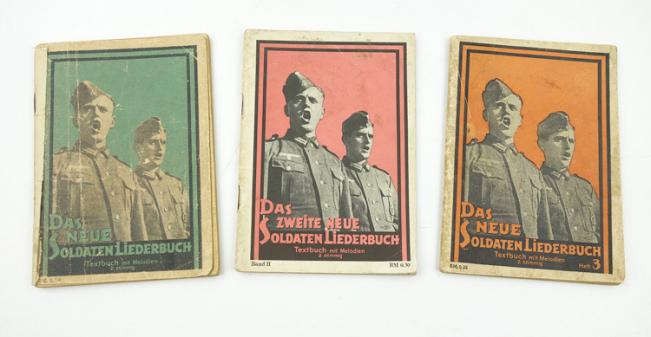 DAS
NEUE
SOLDATEN LIEDERBUCH
Textbuch mit Melodien
2 stimmig
DAS
ZWEITE NEUE
SOLDATEN LIEDERBUCH
Textbuch mit Melodien
2 stimmig
Band II RM 0.50
DAS
NEUE
SOLDATEN LIEDERBUCH
Textbuch mit Melodien
2 stimmig
Heft 3